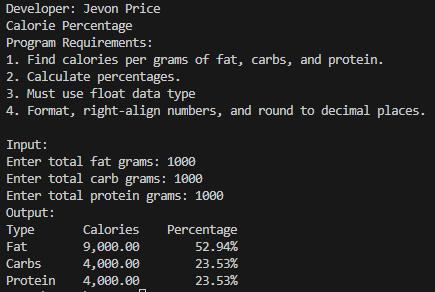 Developer: Jevon Price
Calorie Percentage
Program Requirements:
1. Find calories per grams of fat, carbs, and protein.
2. Calculate percentages.
3. Must use float data type
4. Format, right-align numbers, and round to decimal places.

Input:
Enter total fat grams: 1000
Enter total carb grams: 1000
Enter total protein grams: 1000
Output:
Type       Calories    Percentage
Fat        9,000.00        52.94%
Carbs      4,000.00        23.53%
Protein    4,000.00        23.53%